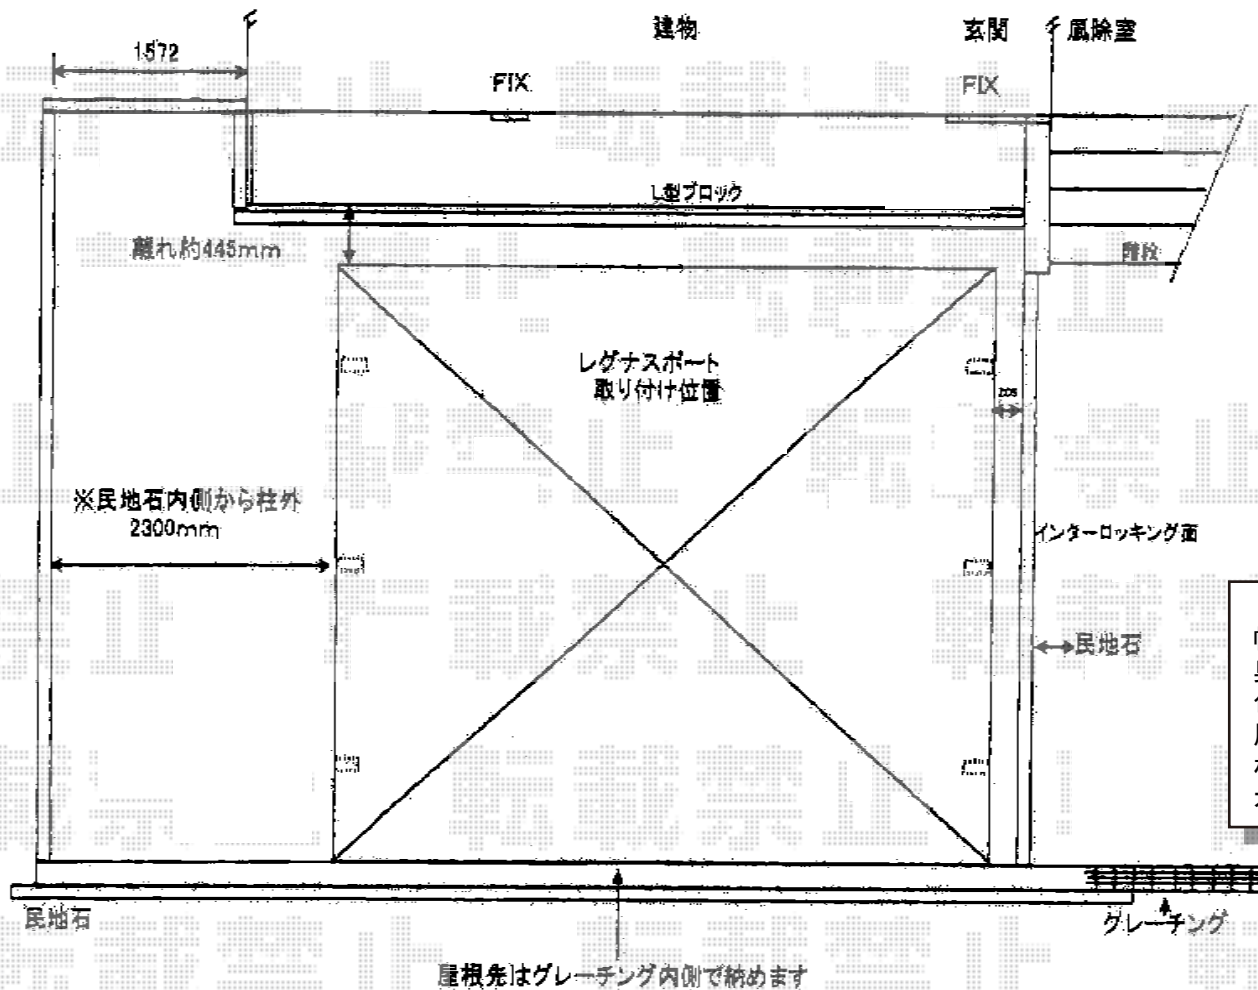 建物
玄関
風除室
1572
FIX
FIX
L型ブロック
離れ約445mm
階段
レグナスポート
取り付け位置
※民地石内側から柱外
2300mm
インターロッキング面
民地石
民地石
グレーチング
屋根先はグレーチング内側で納めます
転載禁止